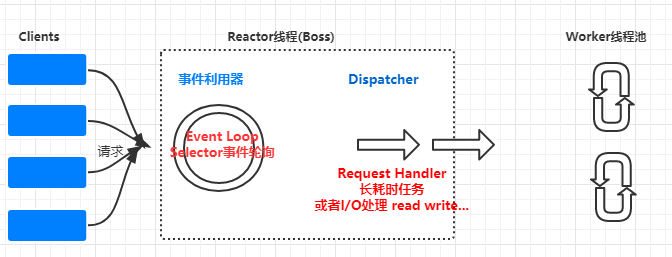 Clients
Reactor线程(Boss)
Worker线程池
事件利用器
Dispatcher
请求
Event Loop
Selector事件轮询
Request Handler
长耗时任务
或者I/O处理 read write...